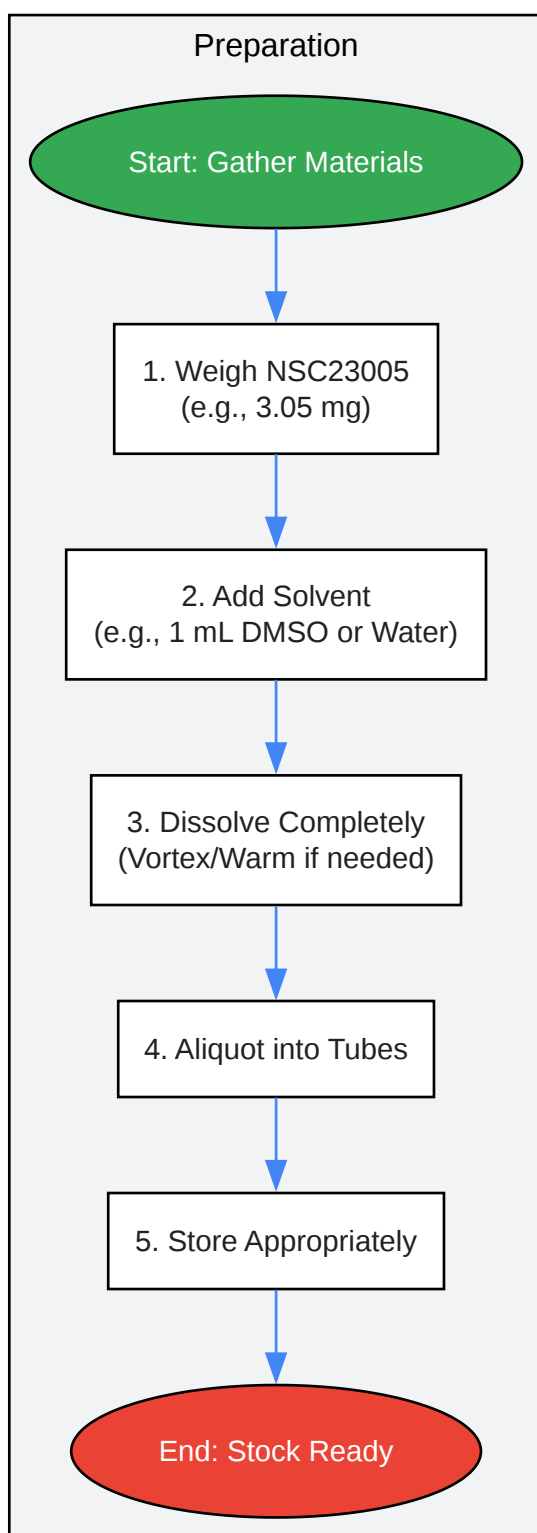 Preparation
Start: Gather Materials
1. Weigh NSC23005
(e.g., 3.05 mg)
2. Add Solvent
(e.g., 1 mL DMSO or Water)
3. Dissolve Completely
(Vortex/Warm if needed)
4. Aliquot into Tubes
5. Store Appropriately
End: Stock Ready